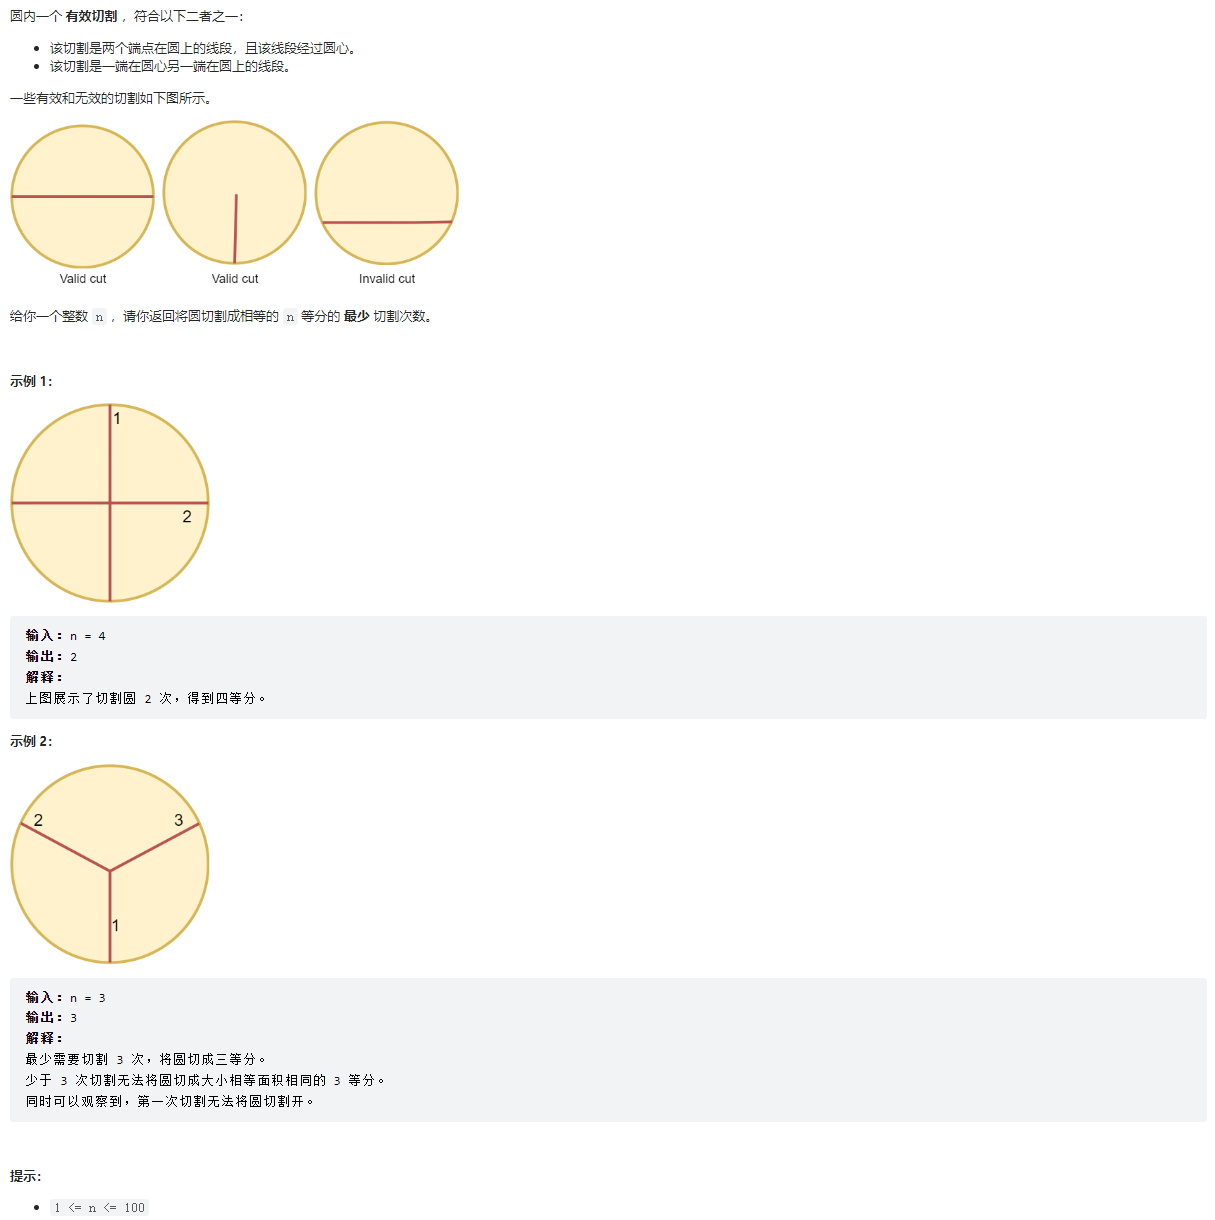 圆内一个 有效切割 ，符合以下二者之一：
该切割是两个端点在圆上的线段，且该线段经过圆心。
该切割是一端在圆心另一端在圆上的线段。
一些有效和无效的切割如下图所示。
Valid cut Valid cut Invalid cut
给你一个整数 n ，请你返回将圆切割成相等的 n 等分的 最少 切割次数。
示例 1：
1
2
输入：n = 4
输出：2
解释：
上图展示了切割圆 2 次，得到四等分。
示例 2：
2 3
1
输入：n = 3
输出：3
解释：
最少需要切割 3 次，将圆切成三等分。
少于 3 次切割无法将圆切成大小相等面积相同的 3 等分。
同时可以观察到，第一次切割无法将圆切割开。
提示：
1 <= n <= 100